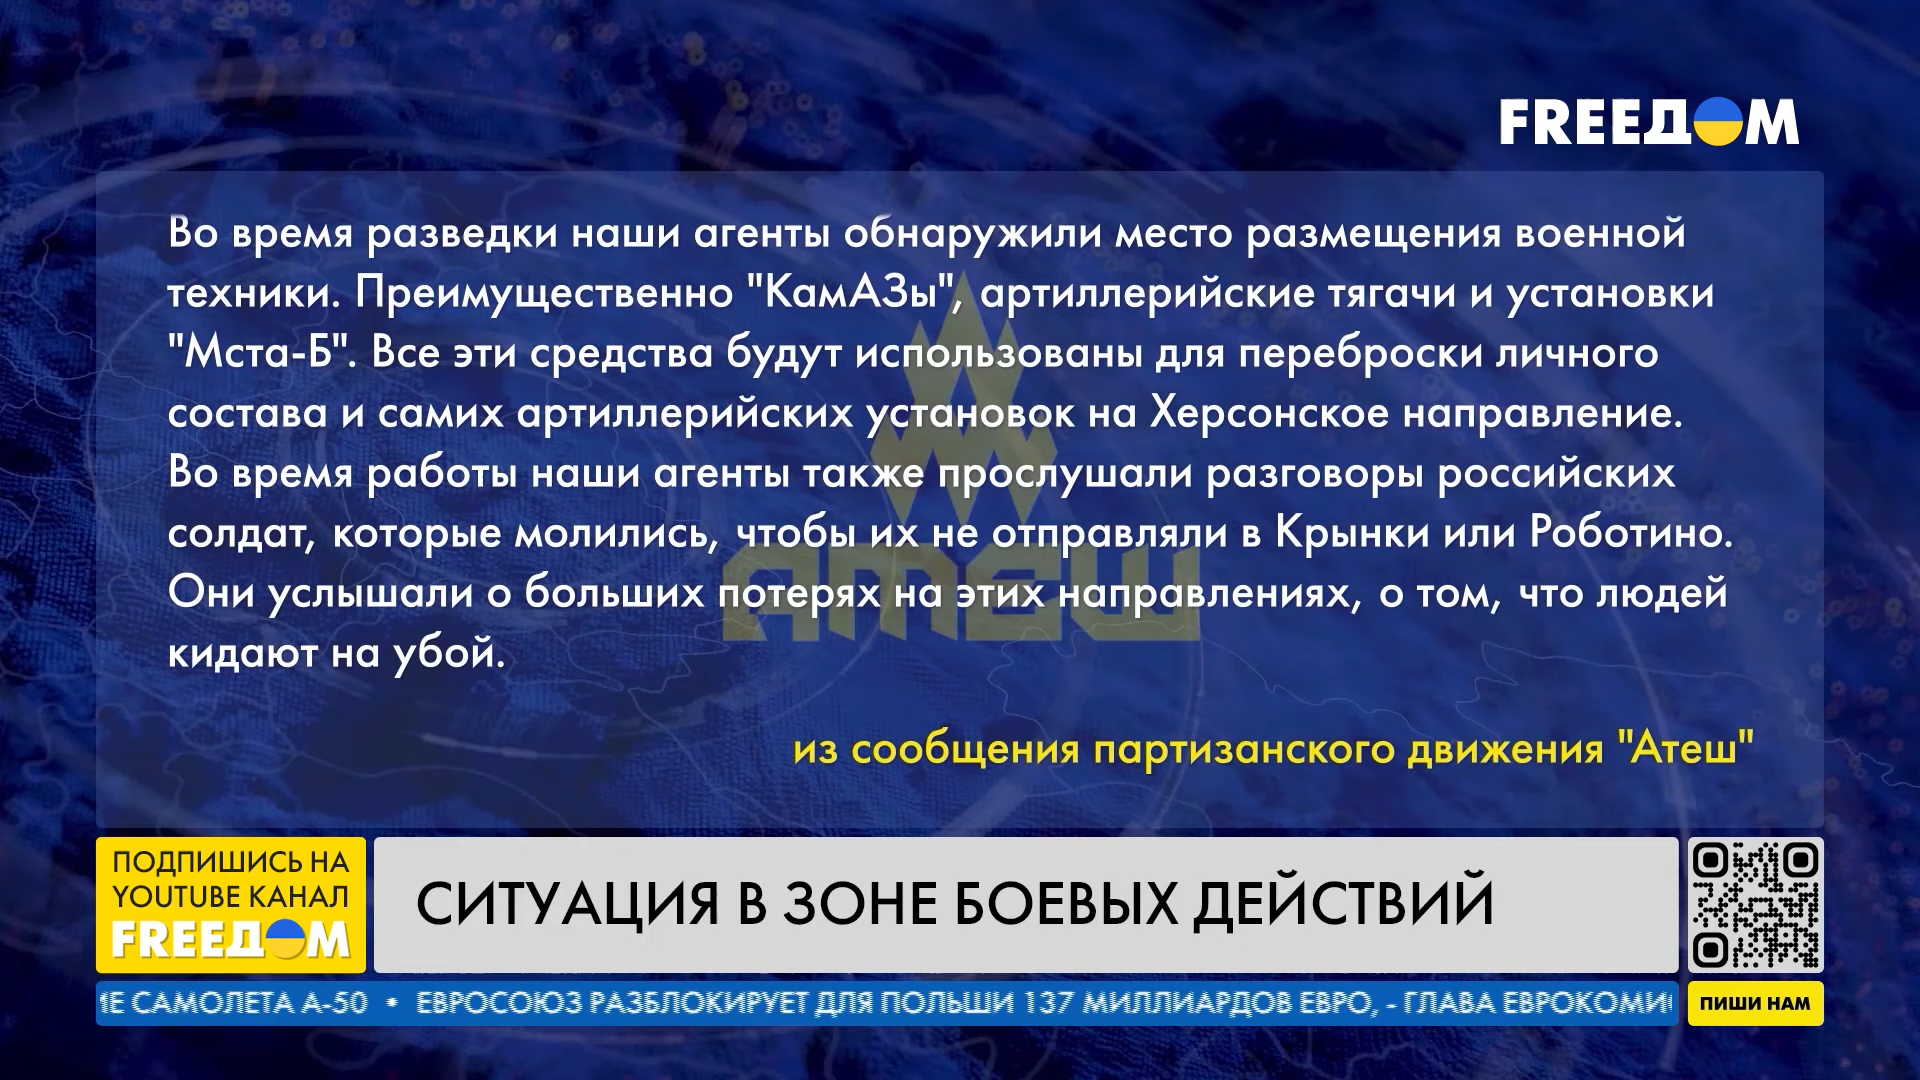 FREEДOM
Во время разведки наши агенты обнаружили место размещения военной
техники. Преимущественно "КамАЗы", артиллерийские тягачи и установки
"Мста-Б". Все эти средства будут использованы для переброски личного
состава и самих артиллерийских установок на Херсонское направление.
Во время работы наши агенты также прослушали разговоры российских
солдат, которые молились, чтобы их не отправляли в Крынки или Роботино.
Они услышали о больших потерях на этих направлениях, о том, что людей
кидают на убой.
АТЕШ
из сообщения партизанского движения "Атеш"
ПОДПИШИСЬ НА
YOUTUBE КАНАЛ
FREEДOM
СИТУАЦИЯ В ЗОНЕ БОЕВЫХ ДЕЙСТВИЙ
САМОЛЕТА А-50 • ЕВРОСОЮЗ РАЗБЛОКИРУЕТ ДЛЯ ПОЛЬШИ 137 МИЛЛИАРДОВ ЕВРО, - ГЛАВА
ПИШИ НАМ